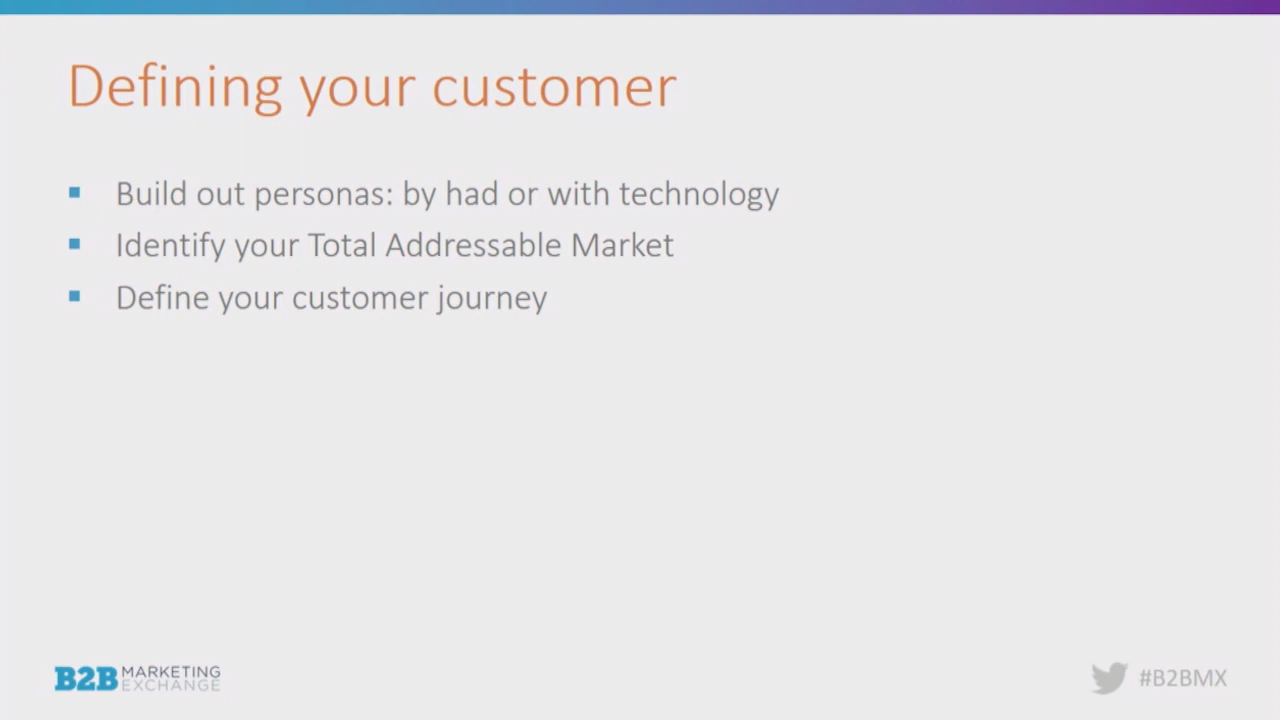 Defining your customer
Build out personas: by had or with technology
Identify your Total Addressable Market
Define your customer journey
B2B MARKETING EXCHANGE
#B2BMX